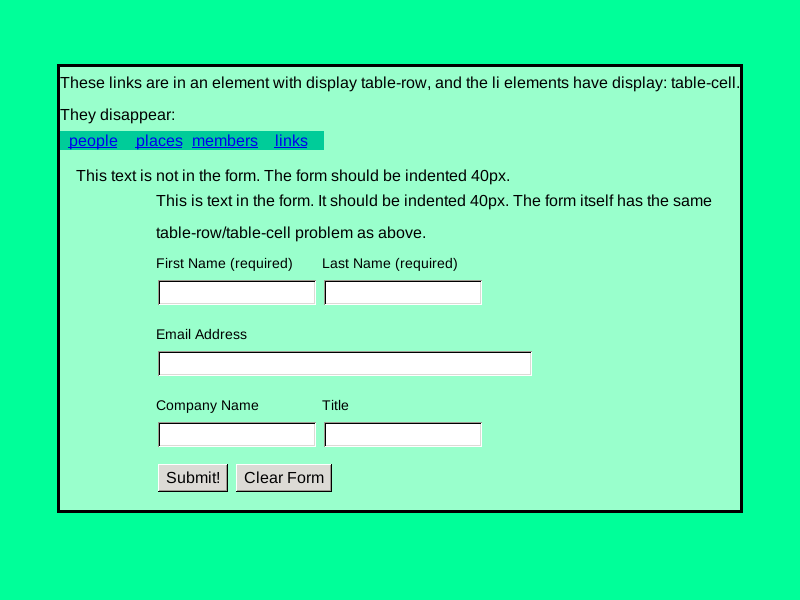 These links are in an element with display table-row, and the li elements have display: table-cell.
They disappear:
people places members links
This text is not in the form. The form should be indented 40px.
This is text in the form. It should be indented 40px. The form itself has the same
table-row/table-cell problem as above.
First Name (required) Last Name (required)
Email Address
Company Name Title
Submit! Clear Form